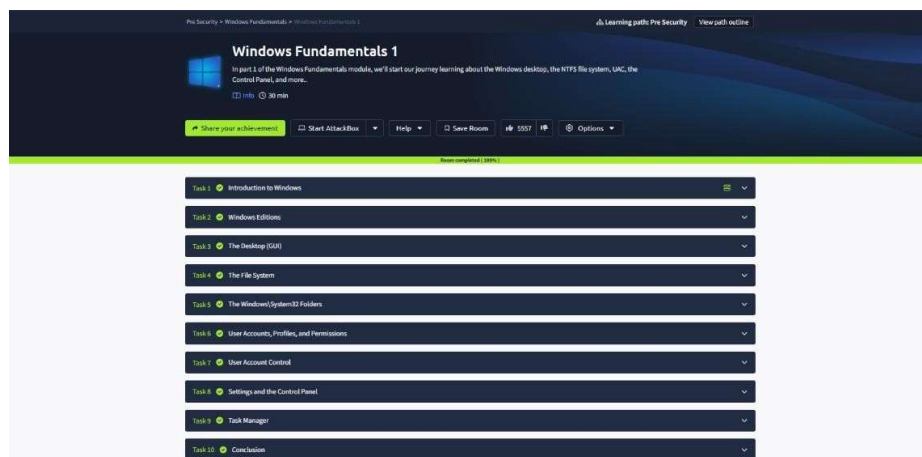 Pre Security > Windows Fundamentals > Windows Fundamentals 1
Learning path: Pre Security View path outline
Windows Fundamentals 1
In part 1 of the Windows Fundamentals module, we'll start our journey learning about the Windows desktop, the NTFS file system, UAC, the
Control Panel, and more..
Info 30 min
Share your achievement Start AttackBox Help Save Room 5557 Options
Room completed ( 100% )
Task 1 Introduction to Windows
Task 2 Windows Editions
Task 3 The Desktop (GUI)
Task 4 The File System
Task 5 The Windows\System32 Folders
Task 6 User Accounts, Profiles, and Permissions
Task 7 User Account Control
Task 8 Settings and the Control Panel
Task 9 Task Manager
Task 10 Conclusion